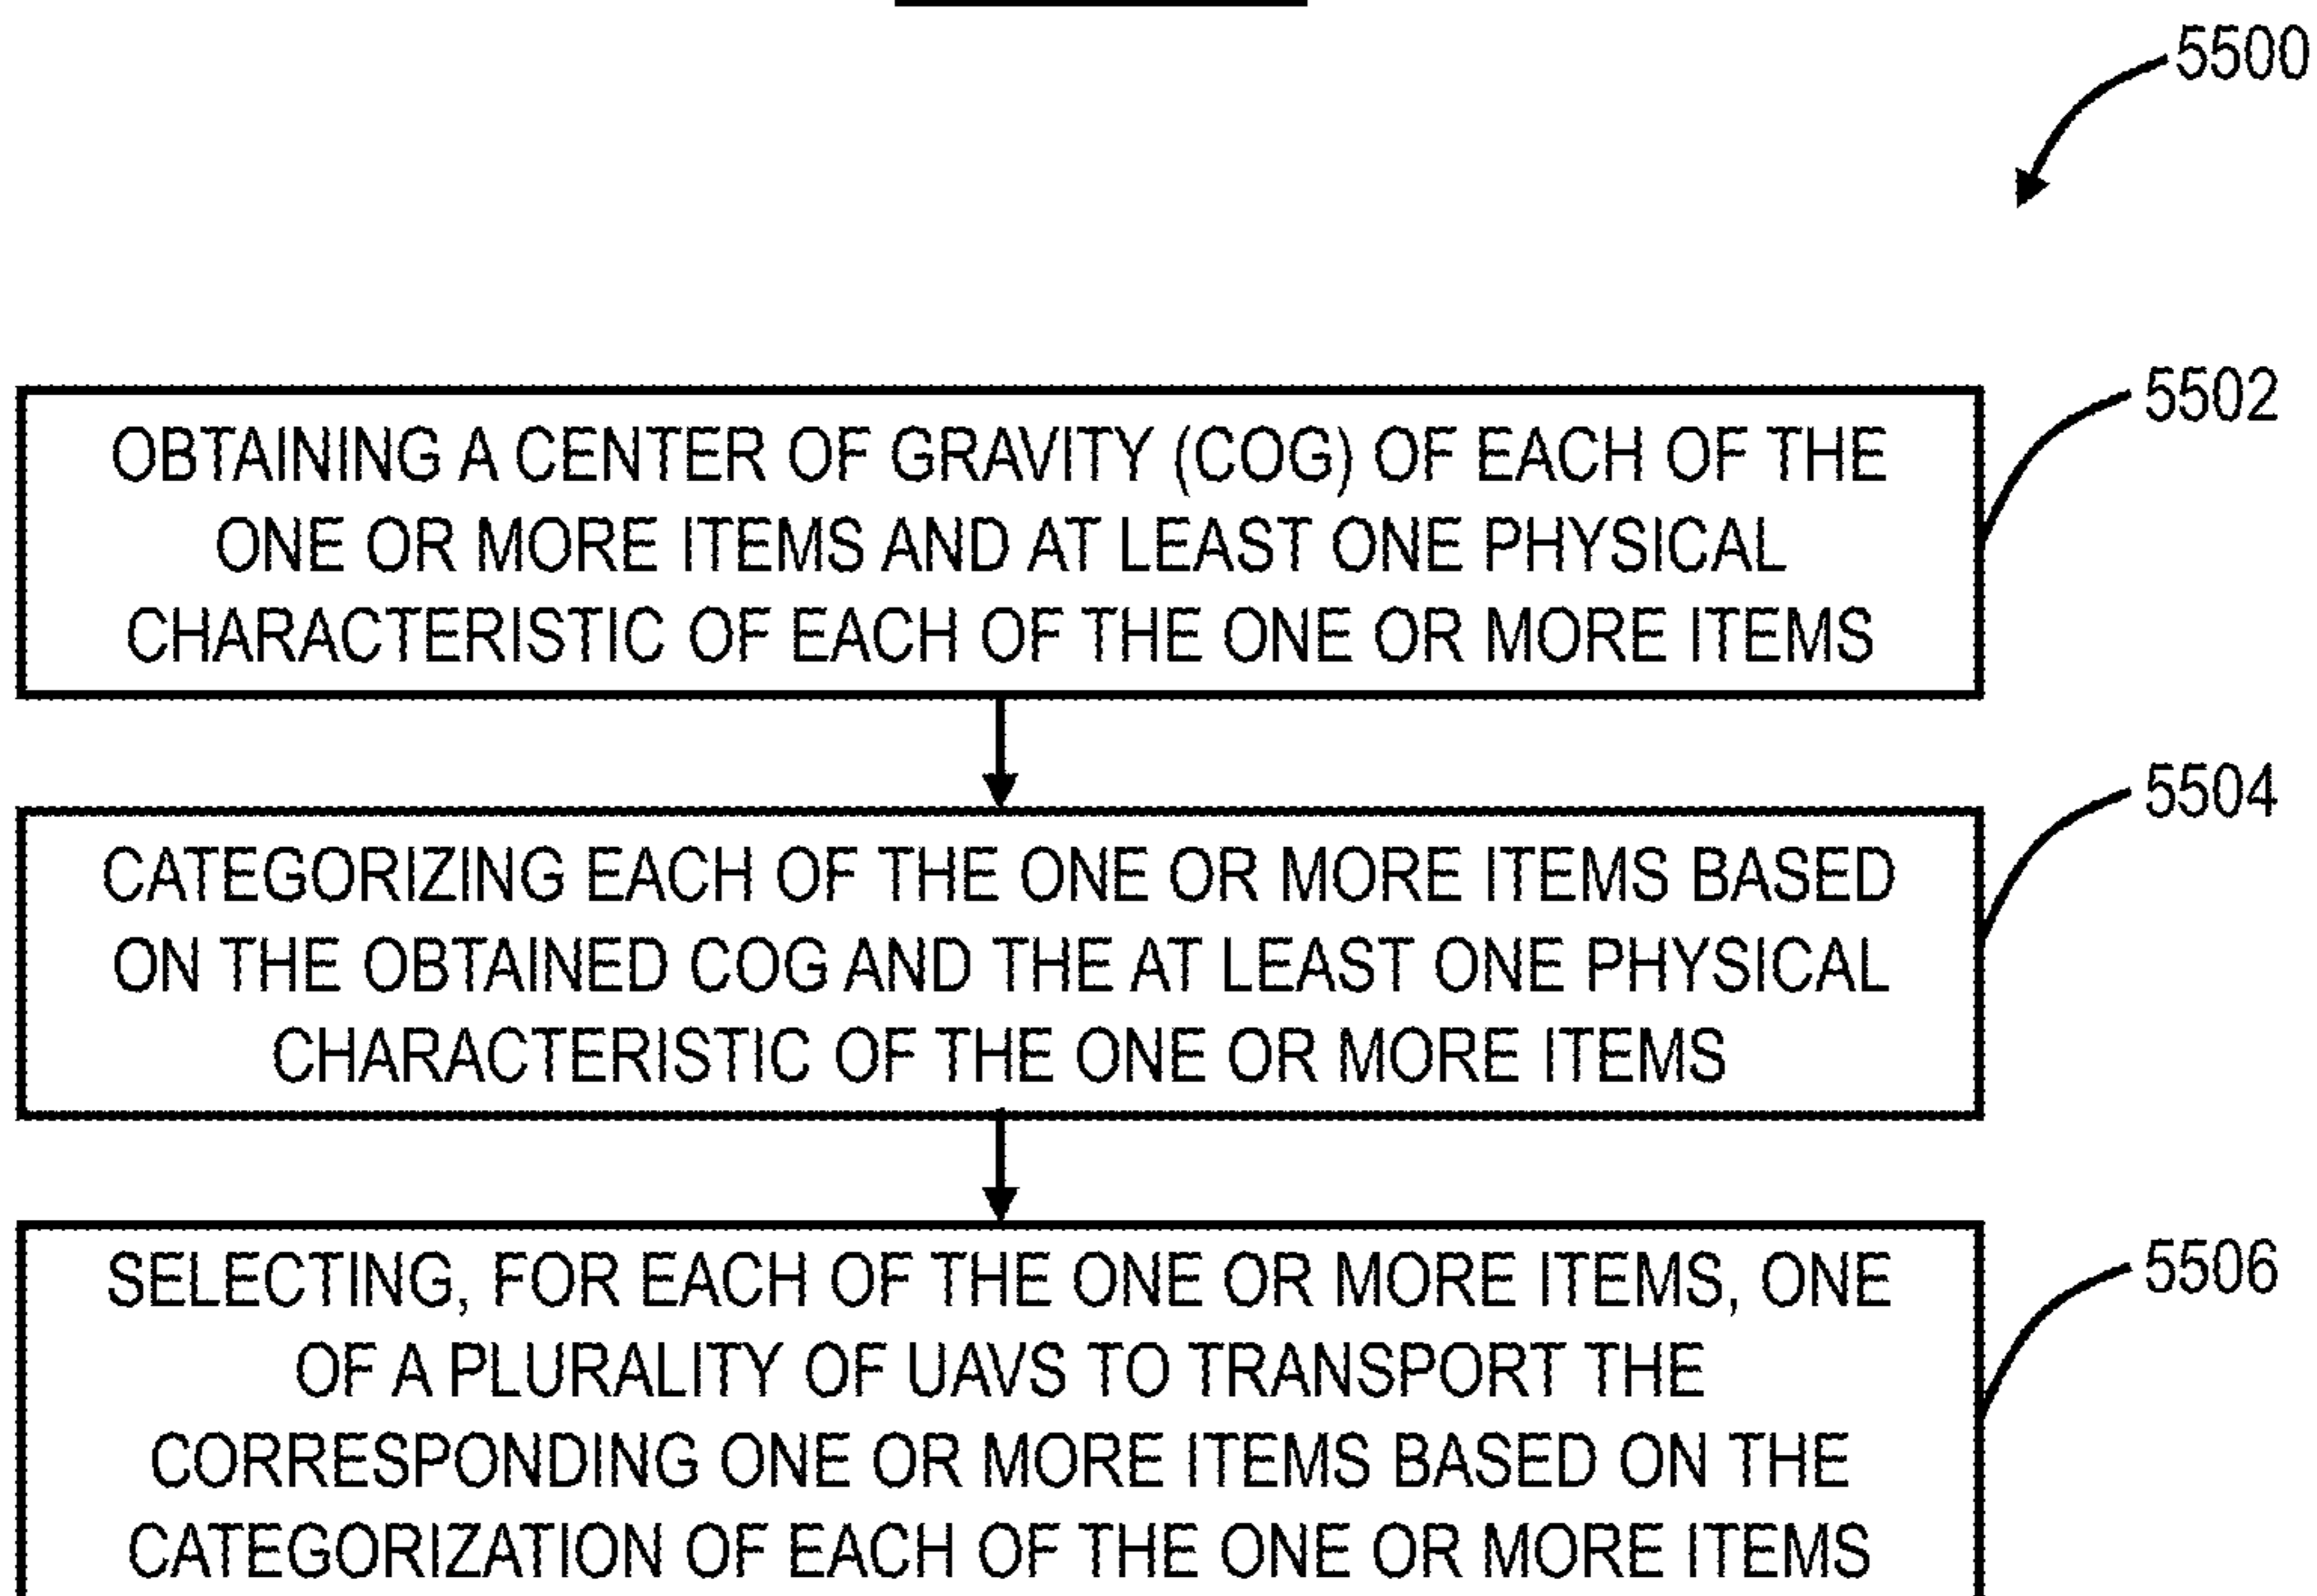 5500
5502
OBTAINING A CENTER OF GRAVITY (COG) OF EACH OF THE
ONE OR MORE ITEMS AND AT LEAST ONE PHYSICAL
CHARACTERISTIC OF EACH OF THE ONE OR MORE ITEMS
5504
CATEGORIZING EACH OF THE ONE OR MORE ITEMS BASED
ON THE OBTAINED COG AND THE AT LEAST ONE PHYSICAL
CHARACTERISTIC OF THE ONE OR MORE ITEMS
5506
SELECTING, FOR EACH OF THE ONE OR MORE ITEMS, ONE
OF A PLURALITY OF UAVS TO TRANSPORT THE
CORRESPONDING ONE OR MORE ITEMS BASED ON THE
CATEGORIZATION OF EACH OF THE ONE OR MORE ITEMS